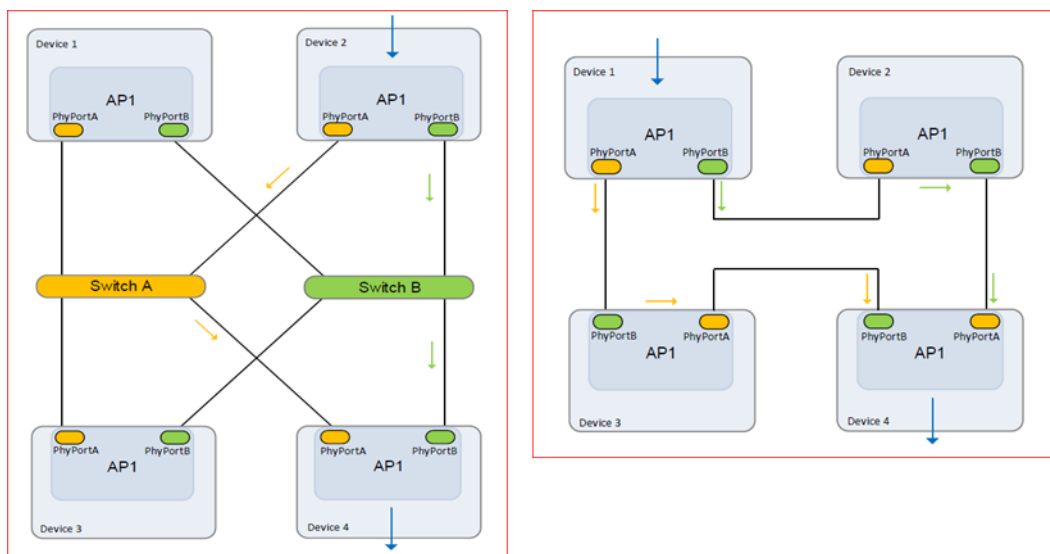 Device 1
AP1
PhyPortA
PhyPortB
Device 2
AP1
PhyPortA
PhyPortB
Switch A
Switch B
PhyPortA
PhyPortB
AP1
Device 3
PhyPortA
PhyPortB
AP1
Device 4
Device 1
AP1
PhyPortA
PhyPortB
Device 2
AP1
PhyPortA
PhyPortB
PhyPortB
PhyPortA
AP1
Device 3
PhyPortB
PhyPortA
AP1
Device 4